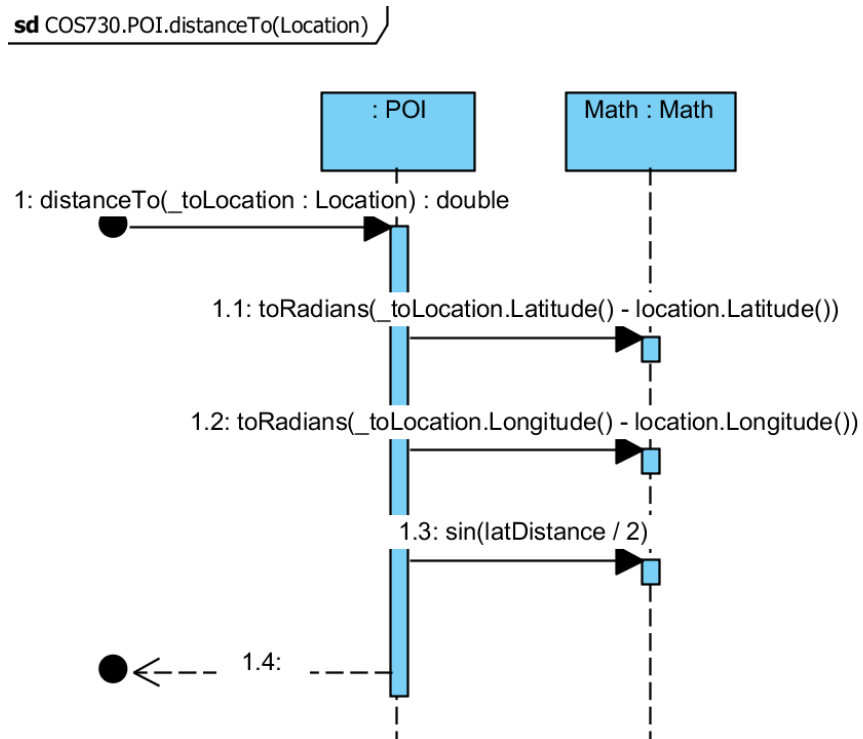 sd COS730.POI.distanceTo(Location)
: POI
Math : Math
1: distanceTo(_toLocation : Location) : double
1.1: toRadians(_toLocation.Latitude() - location.Latitude())
1.2: toRadians(_toLocation.Longitude() - location.Longitude())
1.3: sin(latDistance / 2)
1.4: